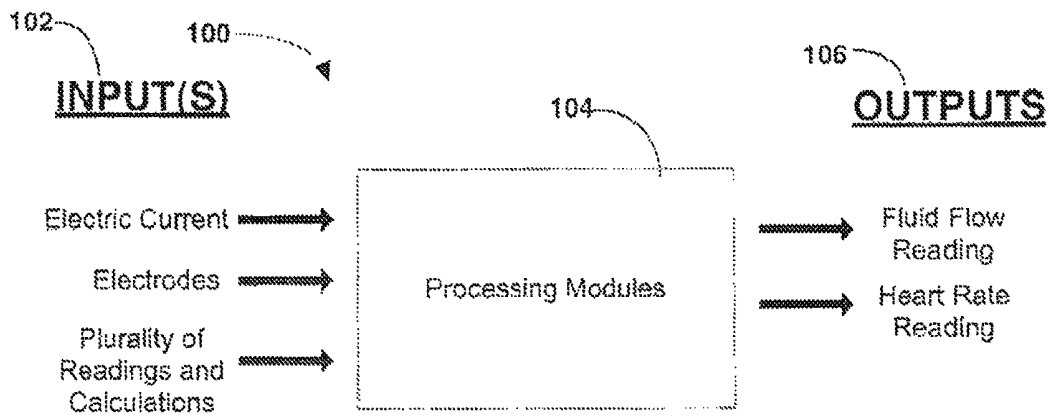 102
100
INPUT(S)
106
OUTPUTS
104
Electric Current
Electrodes
Plurality of
Readings and
Calculations
Processing Modules
Fluid Flow
Reading
Heart Rate
Reading